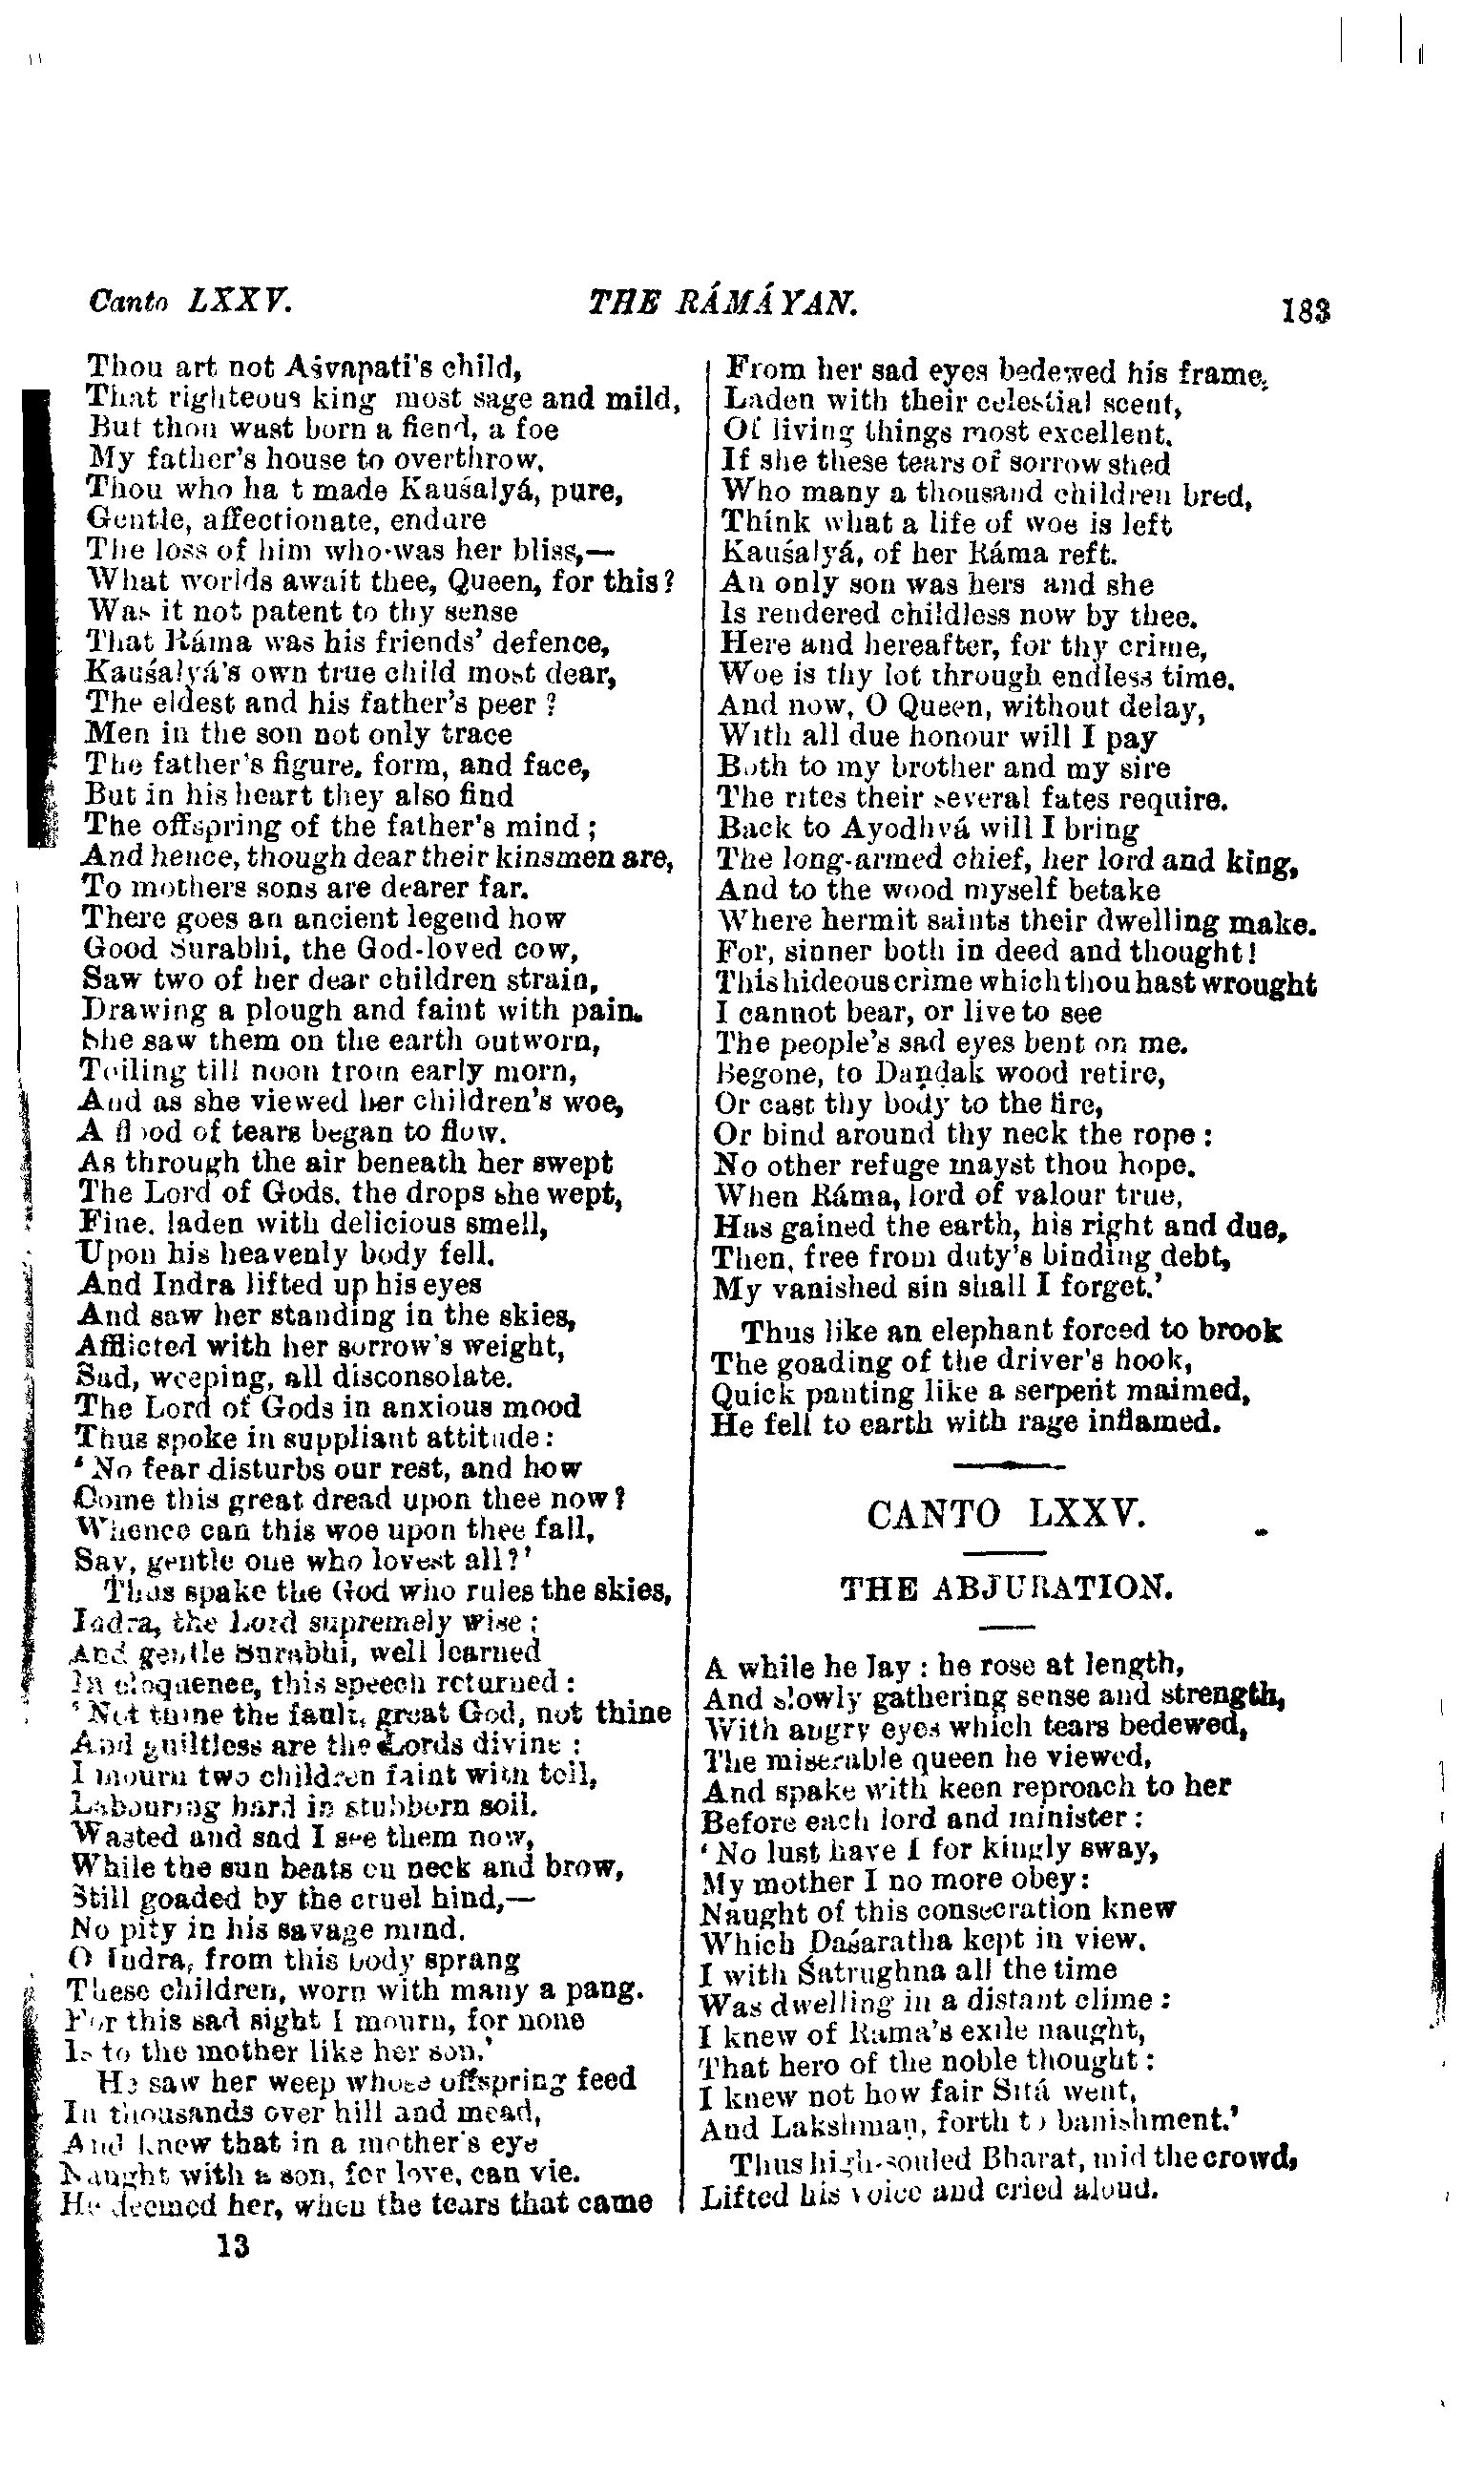 Canto LXXV.
THE RÁMÁYAN.
183
Thou art not Aśvapati's child,
That righteous king most sage and mild,
But thou wast born a fiend, a foe
My father's house to overthrow.
Thou who ha t made Kauśalyá, pure,
Gentle, affectionate, endure
The loss of him who was her bliss,—
What worlds await thee, Queen, for this?
Was it not patent to thy sense
That Ráma was his friends' defence,
Kauśalyá's own true child most dear,
The eldest and his father's peer ?
Men in the son not only trace
The father's figure, form, and face,
But in his heart they also find
The offspring of the father's mind ;
And hence, though dear their kinsmen are,
To mothers sons are dearer far.
There goes an ancient legend how
Good Surabhi, the God-loved cow,
Saw two of her dear children strain,
Drawing a plough and faint with pain.
She saw them on the earth outworn,
Toiling till noon from early morn,
And as she viewed her children's woe,
A flood of tears began to flow.
As through the air beneath her swept
The Lord of Gods, the drops she wept,
Fine, laden with delicious smell,
Upon his heavenly body fell.
And Indra lifted up his eyes
And saw her standing in the skies,
Afflicted with her sorrow's weight,
Sad, weeping, all disconsolate.
The Lord of Gods in anxious mood
Thus spoke in suppliant attitude:
'No fear disturbs our rest, and how
Come this great dread upon thee now?
Whence can this woe upon thee fall,
Say, gentle one who lovest all?'
Thus spake the God who rules the skies,
Indra, the Lord supremely wise ;
And gentle Surabhi, well learned
In eloquence, this speech returned :
'Not thine the fault, great God, not thine
And guiltless are the Lords divine :
I mourn two children faint with toil,
Labouring hard in stubborn soil.
Wasted and sad I see them now,
While the sun beats on neck and brow,
Still goaded by the cruel hind,—
No pity in his savage mind.
O Indra, from this body sprang
These children, worn with many a pang.
For this sad sight I mourn, for none
Is to the mother like her son.'
He saw her weep whose offspring feed
In thousands over hill and mead,
And knew that in a mother's eye
Naught with a son, for love, can vie.
He deemed her, when the tears that came
13
From her sad eyes bedewed his frame,
Laden with their celestial scent,
Of living things most excellent.
If she these tears of sorrow shed
Who many a thousand children bred,
Think what a life of woe is left
Kauśalyá, of her Ráma reft.
An only son was hers and she
Is rendered childless now by thee.
Here and hereafter, for thy crime,
Woe is thy lot through endless time.
And now, O Queen, without delay,
With all due honour will I pay
Both to my brother and my sire
The rites their several fates require.
Back to Ayodhyá will I bring
The long-armed chief, her lord and king,
And to the wood myself betake
Where hermit saints their dwelling make.
For, sinner both in deed and thought!
This hideous crime which thou hast wrought
I cannot bear, or live to see
The people's sad eyes bent on me.
Begone, to Daṇḍak wood retire,
Or cast thy body to the fire,
Or bind around thy neck the rope :
No other refuge mayst thou hope.
When Ráma, lord of valour true,
Has gained the earth, his right and due,
Then, free from duty's binding debt,
My vanished sin shall I forget.'
Thus like an elephant forced to brook
The goading of the driver's hook,
Quick panting like a serpent maimed,
He fell to earth with rage inflamed.
CANTO LXXV.
THE ABJURATION.
A while he lay : he rose at length,
And slowly gathering sense and strength,
With angry eyes which tears bedewed,
The miserable queen he viewed,
And spake with keen reproach to her
Before each lord and minister :
'No lust have I for kingly sway,
My mother I no more obey:
Naught of this consecration knew
Which Daśaratha kept in view.
I with Śatrughna all the time
Was dwelling in a distant clime :
I knew of Ráma's exile naught,
That hero of the noble thought :
I knew not how fair Sítá went,
And Lakshmaṇ, forth to banishment.'
Thus high-souled Bharat, mid the crowd,
Lifted his voice and cried aloud.